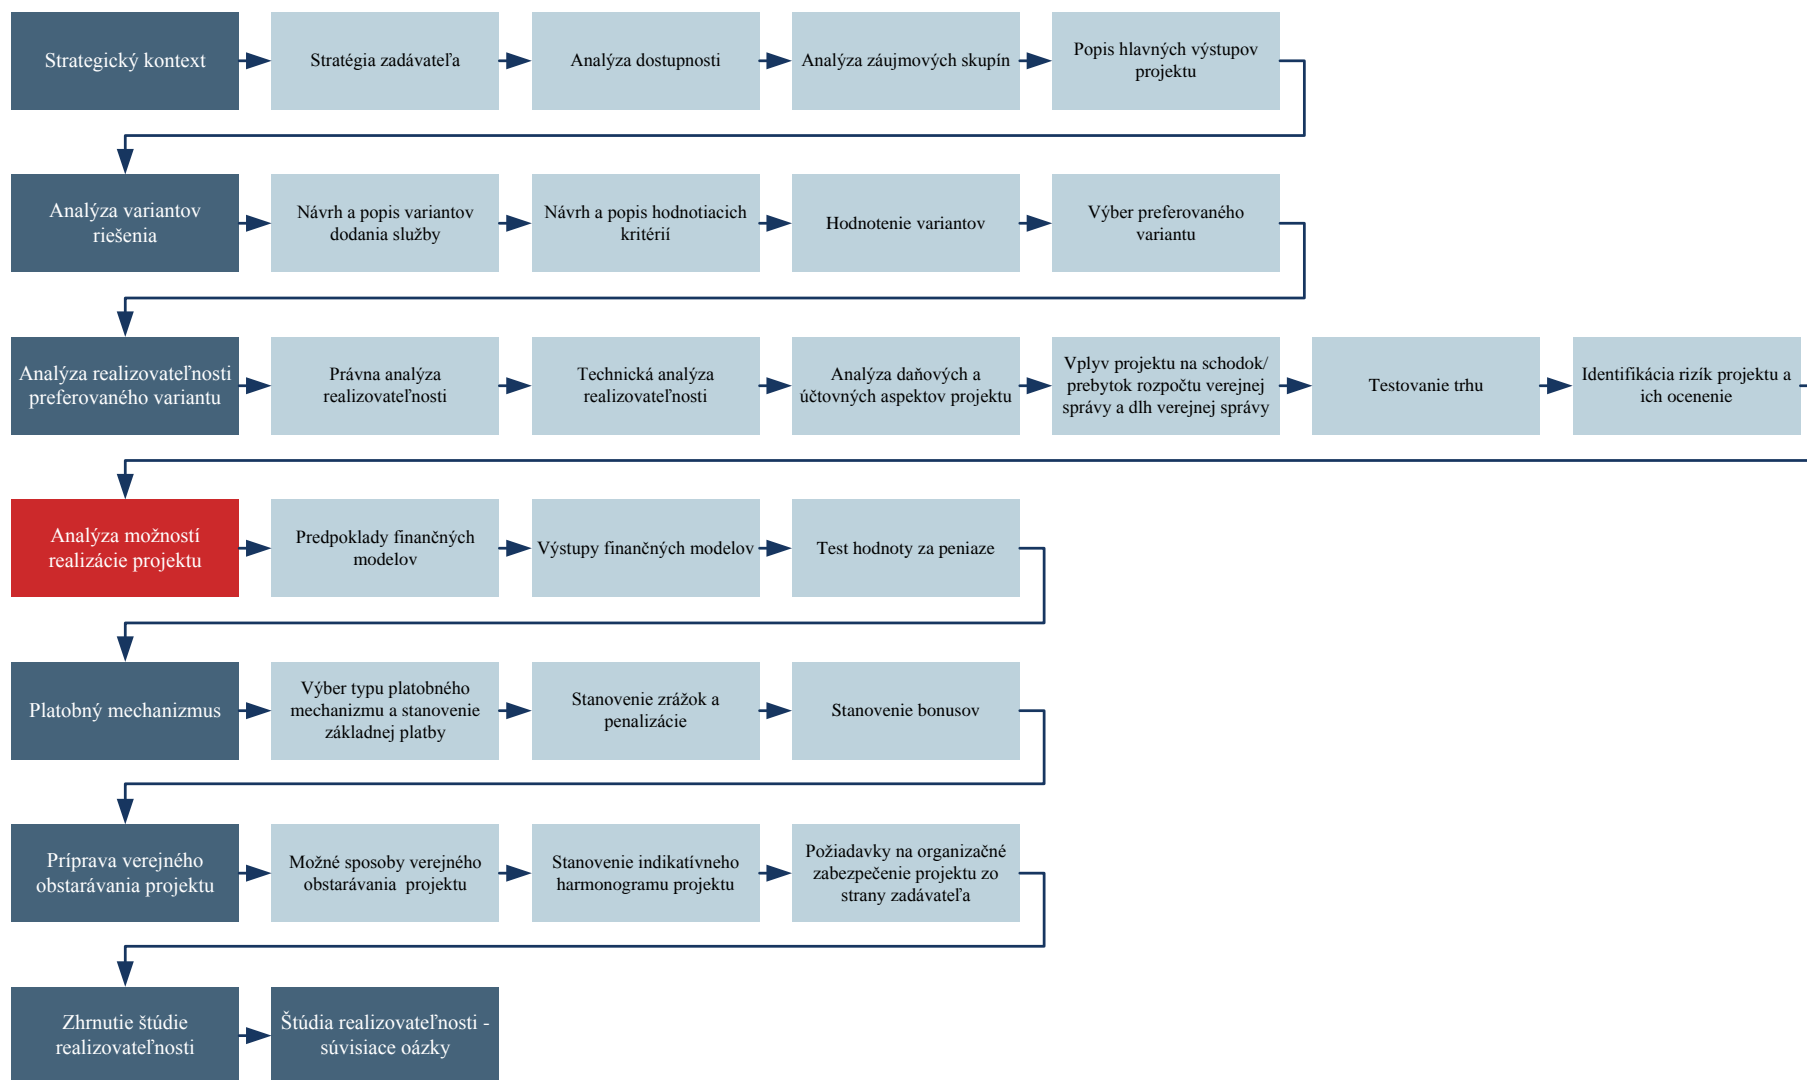 Strategický kontext
Stratégia zadávateľa
Analýza dostupnosti
Analýza záujmových skupín
Popis hlavných výstupov
projektu
Analýza variantov
riešenia
Návrh a popis variantov
dodania služby
Návrh a popis hodnotiacich
kritérií
Hodnotenie variantov
Výber preferovaného
variantu
Analýza realizovateľnosti
preferovaného variantu
Právna analýza
realizovateľnosti
Technická analýza
realizovateľnosti
Analýza daňových a
účtovných aspektov projektu
Vplyv projektu na schodok/
prebytok rozpočtu verejnej
správy a dlh verejnej správy
Testovanie trhu
Identifikácia rizík projektu a
ich ocenenie
Analýza možností
realizácie projektu
Predpoklady finančných
modelov
Výstupy finančných modelov
Test hodnoty za peniaze
Platobný mechanizmus
Výber typu platobného
mechanizmu a stanovenie
základnej platby
Stanovenie zrážok a
penalizácie
Stanovenie bonusov
Príprava verejného
obstarávania projektu
Možné sposoby verejného
obstarávania  projektu
Stanovenie indikatívneho
harmonogramu projektu
Požiadavky na organizačné
zabezpečenie projektu zo
strany zadávateľa
Zhrnutie štúdie
realizovateľnosti
Štúdia realizovateľnosti -
súvisiace oázky